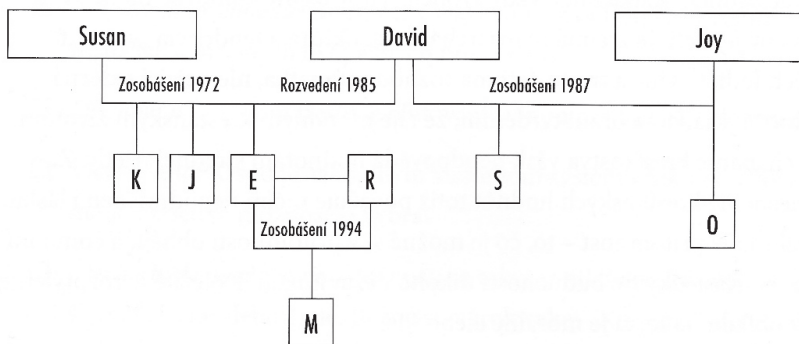 Susan David Joy
Zosobášení 1972 Rozvedení 1985 Zosobášení 1987
K J E R S
O
Zosobášení 1994
M